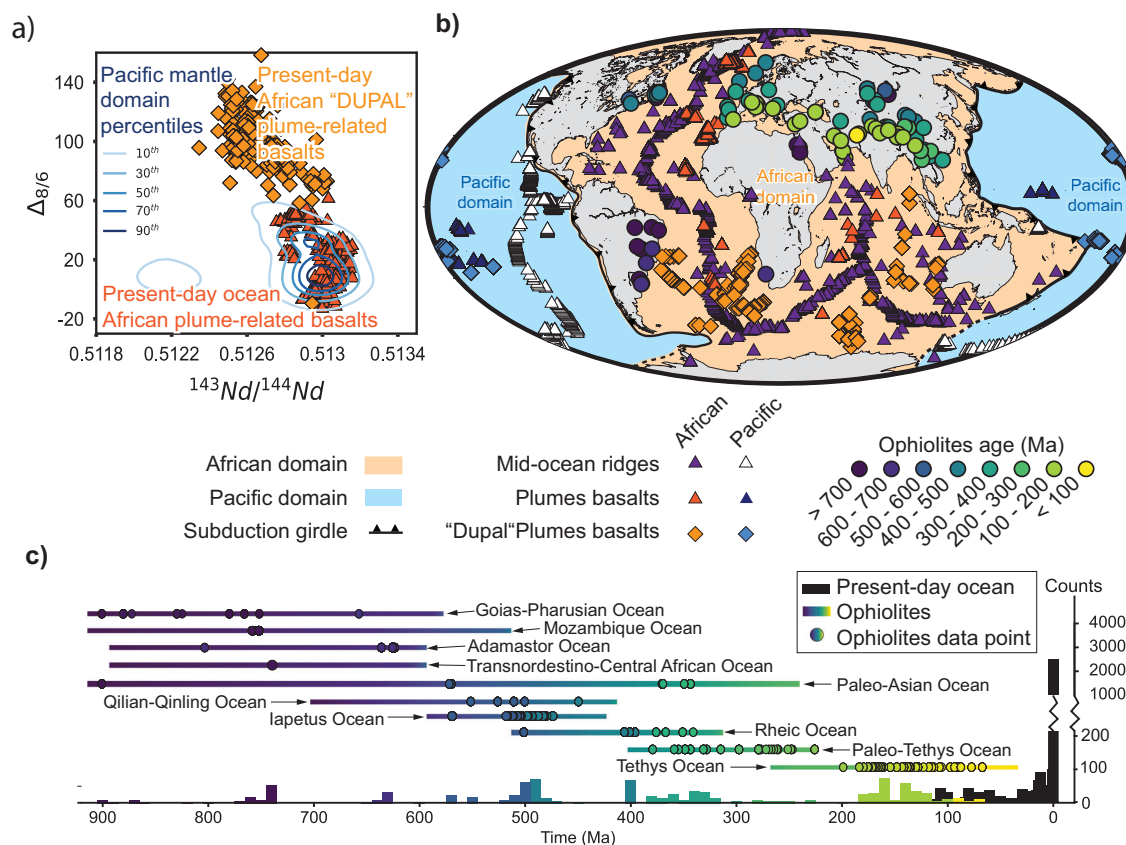 a)
Pacific mantle
domain
percentiles
10th
30th
50th
70th
90th
Present-day
African “DUPAL”
plume-related
basalts
Present-day ocean
African plume-related basalts
Δ8/6
140
100
60
20
-20
0.5118
0.5122
0.5126
0.513
0.5134
143Nd/144Nd
b)
Pacific
domain
African
domain
Pacific
domain
African domain
Pacific domain
Subduction girdle
African
Pacific
Mid-ocean ridges
Plumes basalts
“Dupal“Plumes basalts
Ophiolites age (Ma)
> 700
600 - 700
500 - 600
400 - 500
300 - 400
200 - 300
100 - 200
< 100
c)
Present-day ocean
Ophiolites
Ophiolites data point
Counts
4000
3000
2000
1000
200
100
0
Goias-Pharusian Ocean
Mozambique Ocean
Adamastor Ocean
Transnordestino-Central African Ocean
Paleo-Asian Ocean
Qilian-Qinling Ocean
Iapetus Ocean
Rheic Ocean
Paleo-Tethys Ocean
Tethys Ocean
900
800
700
600
500
400
300
200
100
0
Time (Ma)